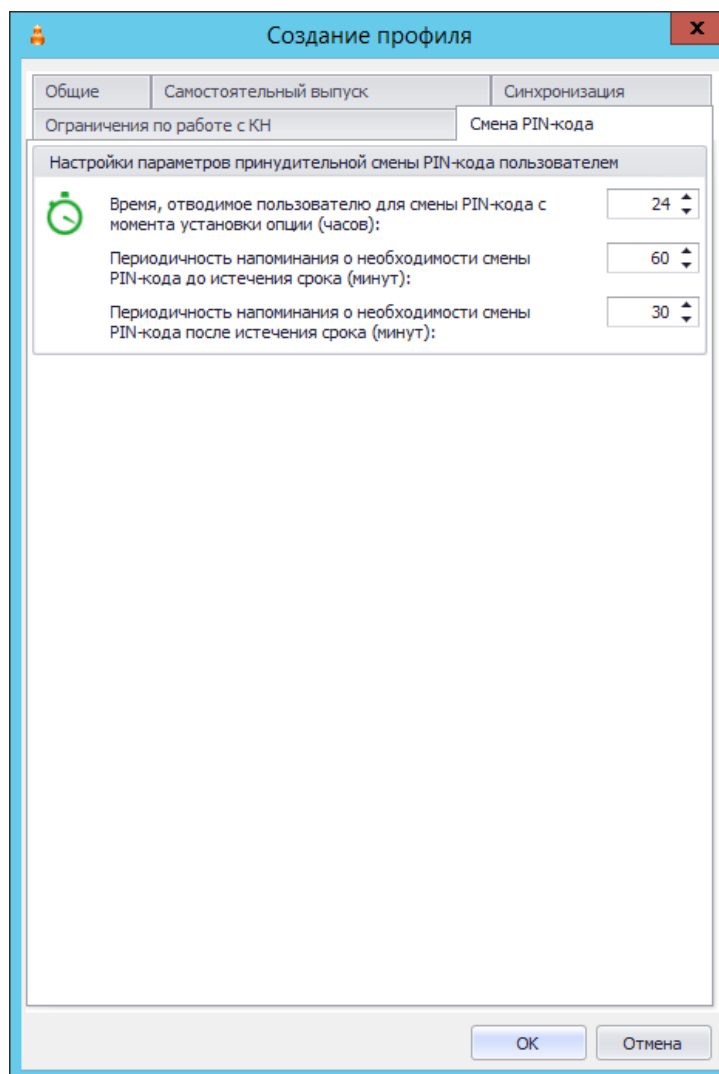 Создание профиля
x
Общие
Самостоятельный выпуск
Синхронизация
Ограничения по работе с КН
Смена PIN-кода
Настройки параметров принудительной смены PIN-кода пользователем
Время, отводимое пользователю для смены PIN-кода с
момента установки опции (часов):
24
Периодичность напоминания о необходимости смены
PIN-кода до истечения срока (минут):
60
Периодичность напоминания о необходимости смены
PIN-кода после истечения срока (минут):
30
OK
Отмена